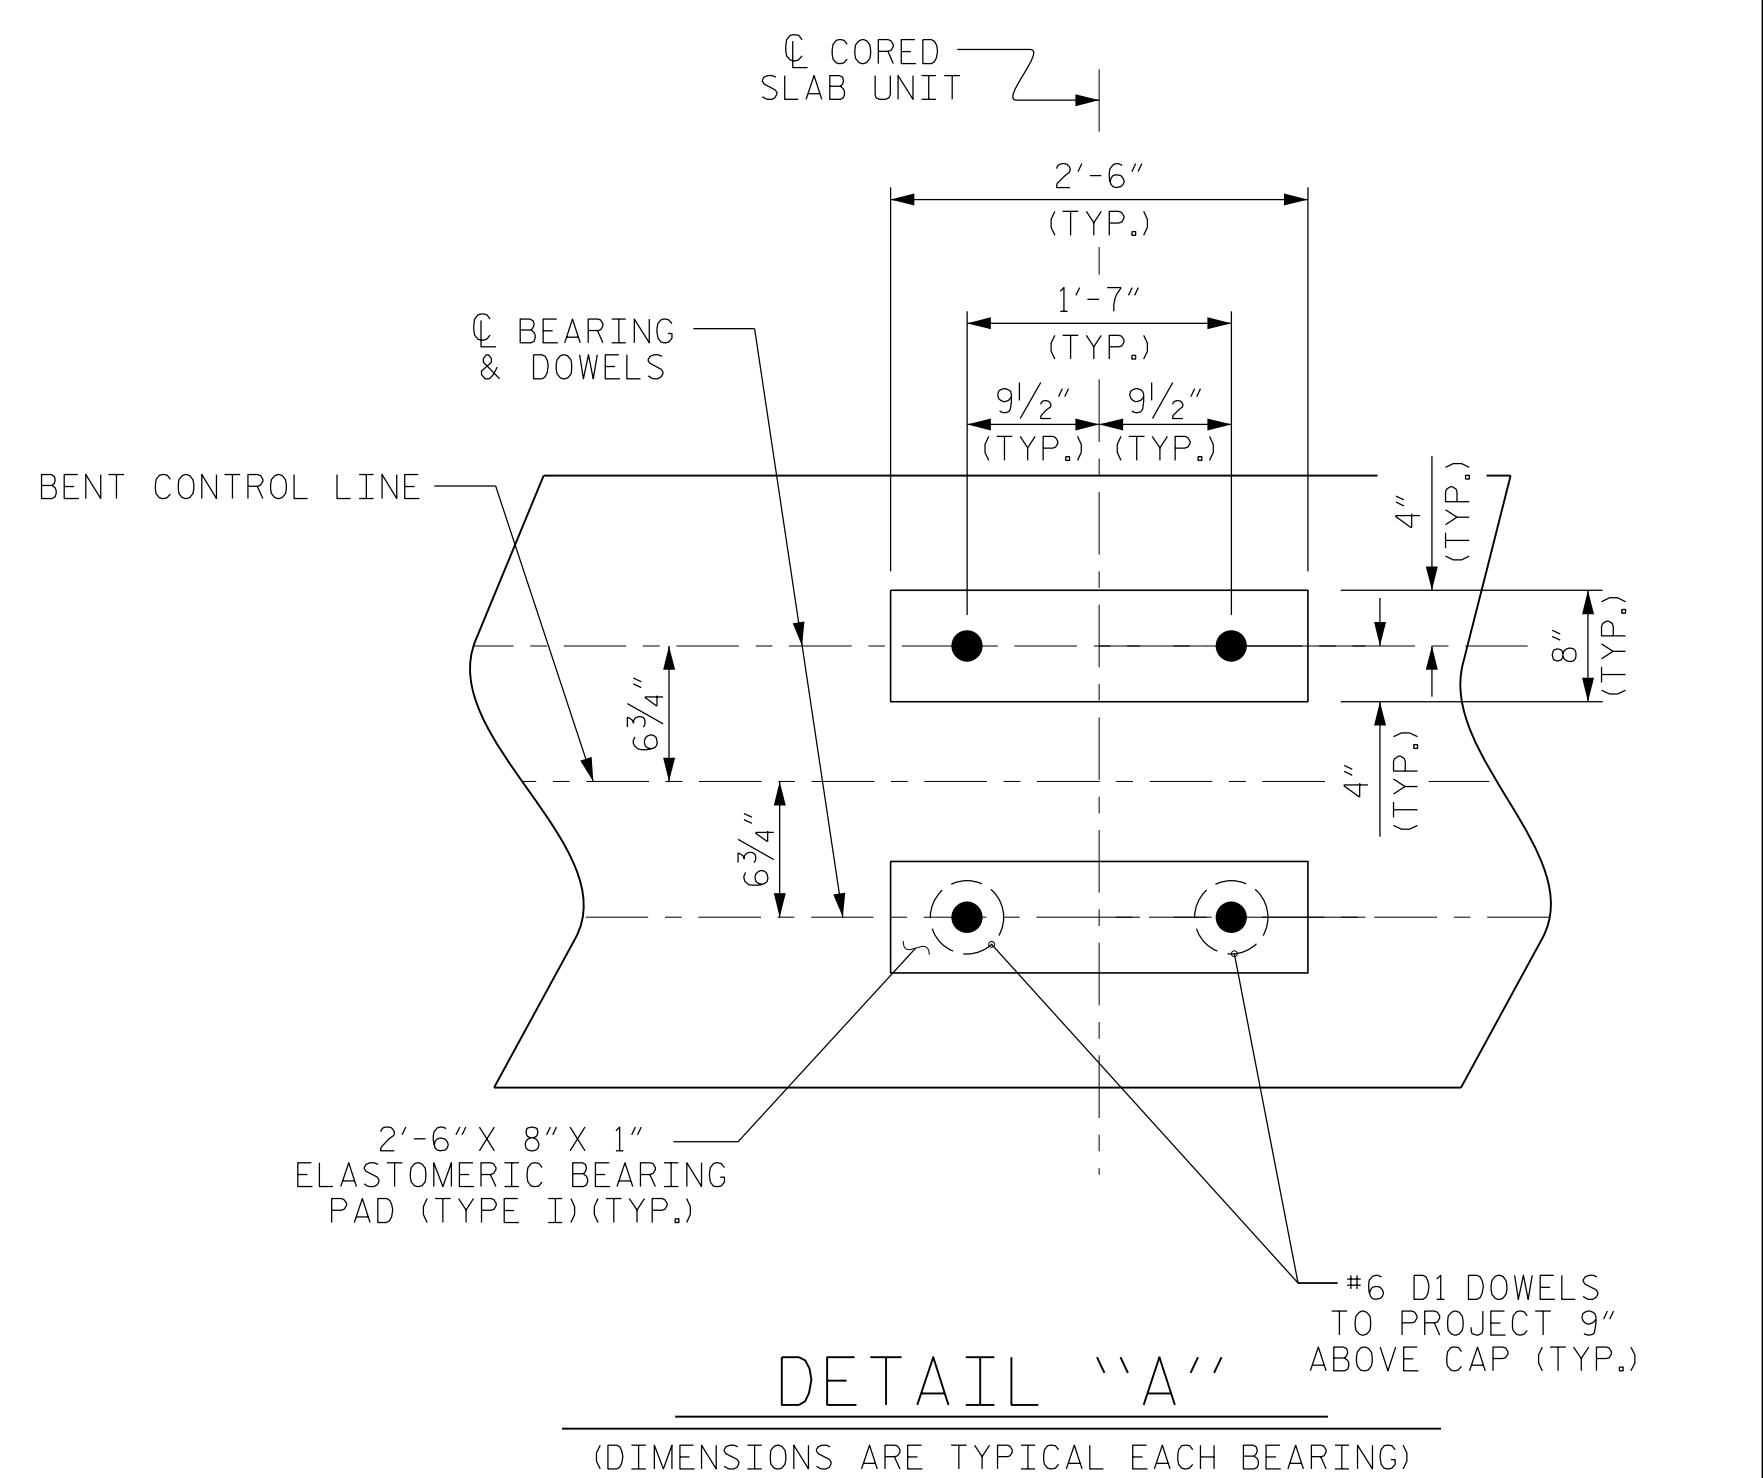 ℄ CORED
SLAB UNIT
2'-6"
(TYP.)
1'-7"
(TYP.)
9½" 9½"
(TYP.) (TYP.)
℄ BEARING
& DOWELS
BENT CONTROL LINE
4"
(TYP.)
8"
(TYP.)
6¾"
4"
(TYP.)
6¾"
2'-6" X 8" X 1"
ELASTOMERIC BEARING
PAD (TYPE I) (TYP.)
#6 D1 DOWELS
TO PROJECT 9"
ABOVE CAP (TYP.)
DETAIL "A"
(DIMENSIONS ARE TYPICAL EACH BEARING)